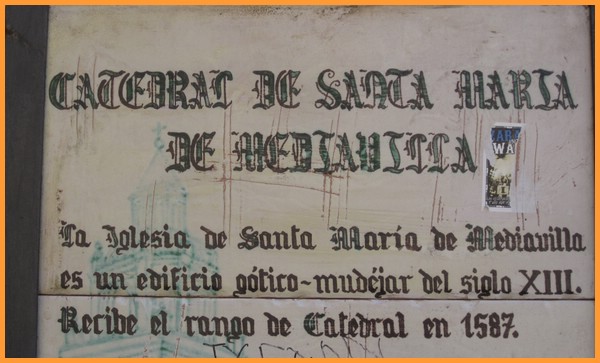 CATEDRAL DE SANTA MARIA
DE MEDIAVILLA
WA
La Iglesia de Santa María de Mediavilla
es un edificio gótico-mudéjar del siglo XIII.
Recibe el rango de Catedral en 1587.